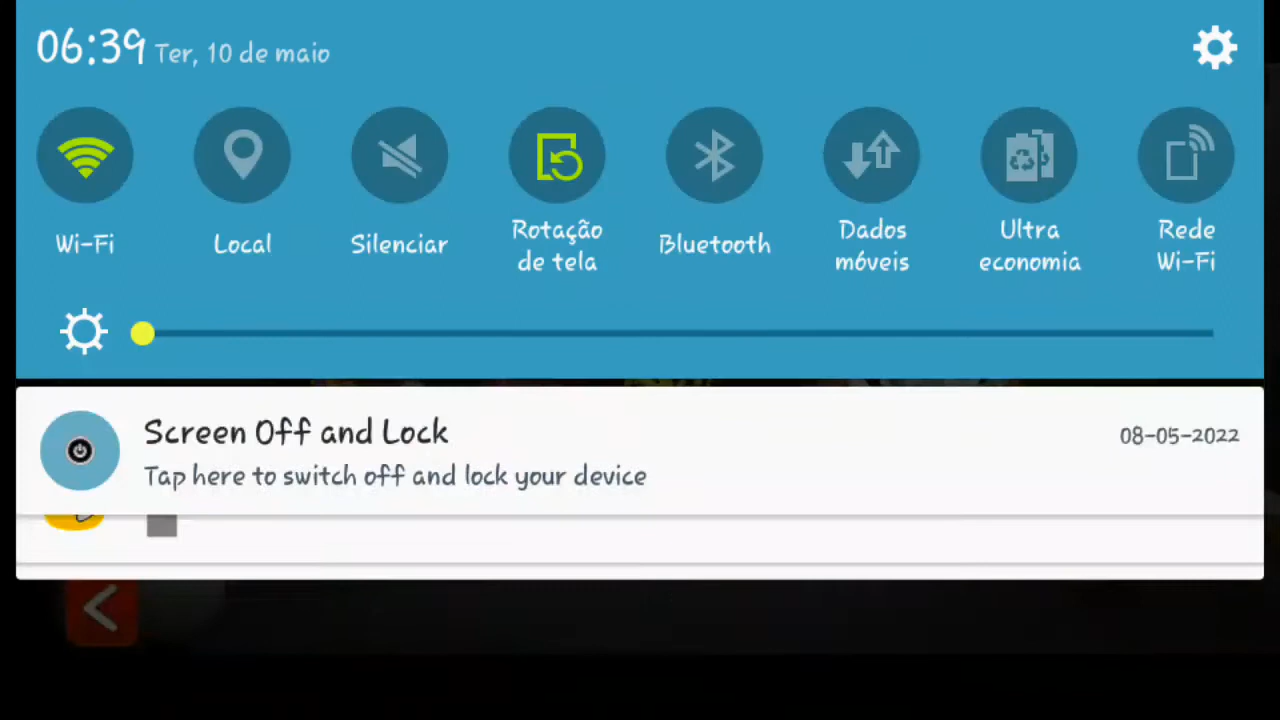 06:39 Ter, 10 de maio
Wi-Fi
Local
Silenciar
Rotação
de tela
Bluetooth
Dados
móveis
Ultra
economia
Rede
Wi-Fi
Screen Off and Lock
08-05-2022
Tap here to switch off and lock your device